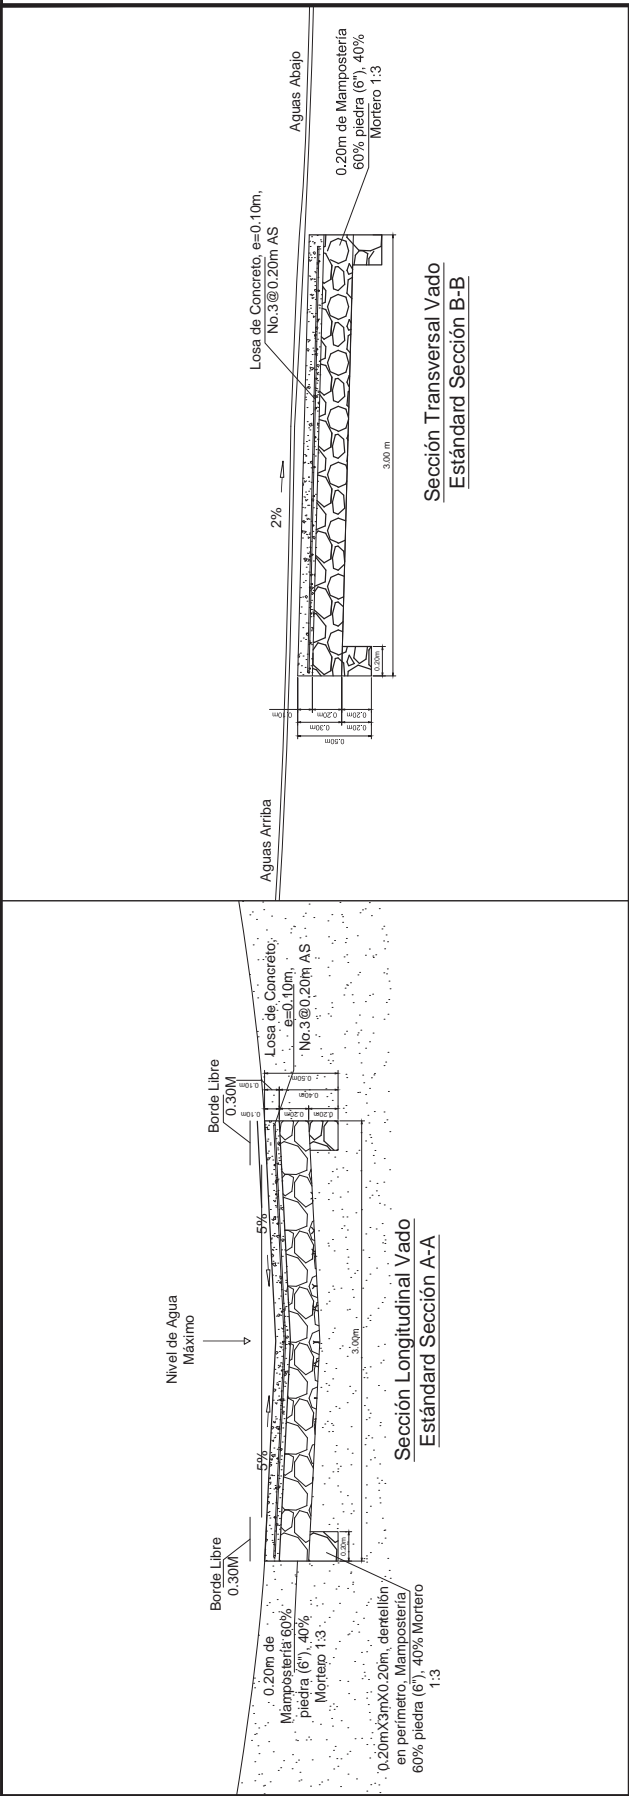 Borde Libre
0.30M
Nivel de Agua
Máximo
Borde Libre
0.30M
5%
5%
Losa de Concreto,
e=0.10m,
No.3@0.20m AS
0.10m
0.20m
0.20m
0.10m
0.40m
0.50m
0.20m
3.00m
0.20m de
Mampostería 60%
piedra (6"), 40%
Mortero 1:3
0.20mX3mX0.20m, dentellón
en perímetro, Mampostería
60% piedra (6"), 40% Mortero
1:3
Sección Longitudinal Vado
Estándard Sección A-A
Aguas Arriba
2%
Aguas Abajo
Losa de Concreto, e=0.10m,
No.3@0.20m AS
0.20m de Mampostería
60% piedra (6"), 40%
Mortero 1:3
0.10m
0.20m
0.20m
0.30m
0.20m
0.50m
0.20m
3.00 m
Sección Transversal Vado
Estándard Sección B-B